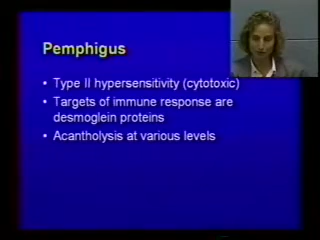 Pemphigus
• Type II hypersensitivity (cytotoxic)
• Targets of immune response are
desmoglein proteins
• Acantholysis at various levels